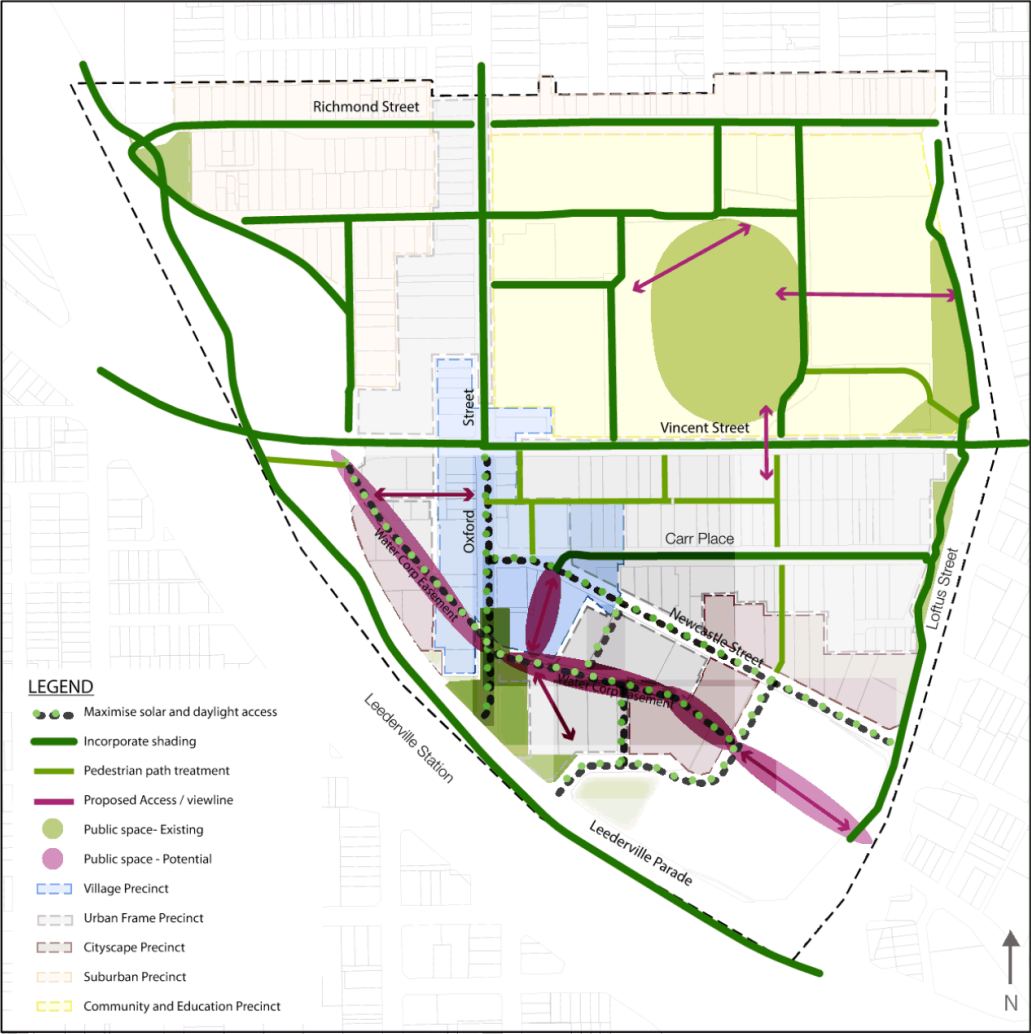 Richmond Street
Street
Vincent Street
Oxford
Carr Place
Water Corp Easement
Newcastle Street
Water Corp Easement
Loftus Street
Leederville Station
Leederville Parade
LEGEND
Maximise solar and daylight access
Incorporate shading
Pedestrian path treatment
Proposed Access / viewline
Public space- Existing
Public space - Potential
Village Precinct
Urban Frame Precinct
Cityscape Precinct
Suburban Precinct
Community and Education Precinct
N